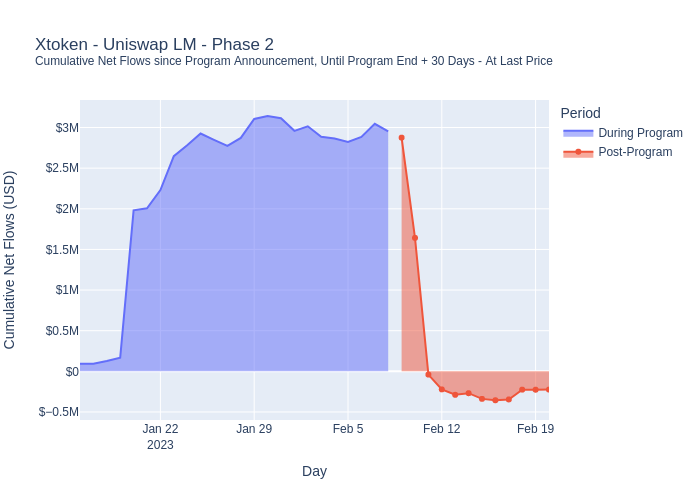 Xtoken - Uniswap LM - Phase 2
Cumulative Net Flows since Program Announcement, Until Program End + 30 Days - At Last Price
Period
During Program
Post-Program
Cumulative Net Flows (USD)
$3M
$2.5M
$2M
$1.5M
$1M
$0.5M
$0
$−0.5M
Jan 22
2023
Jan 29
Feb 5
Feb 12
Feb 19
Day